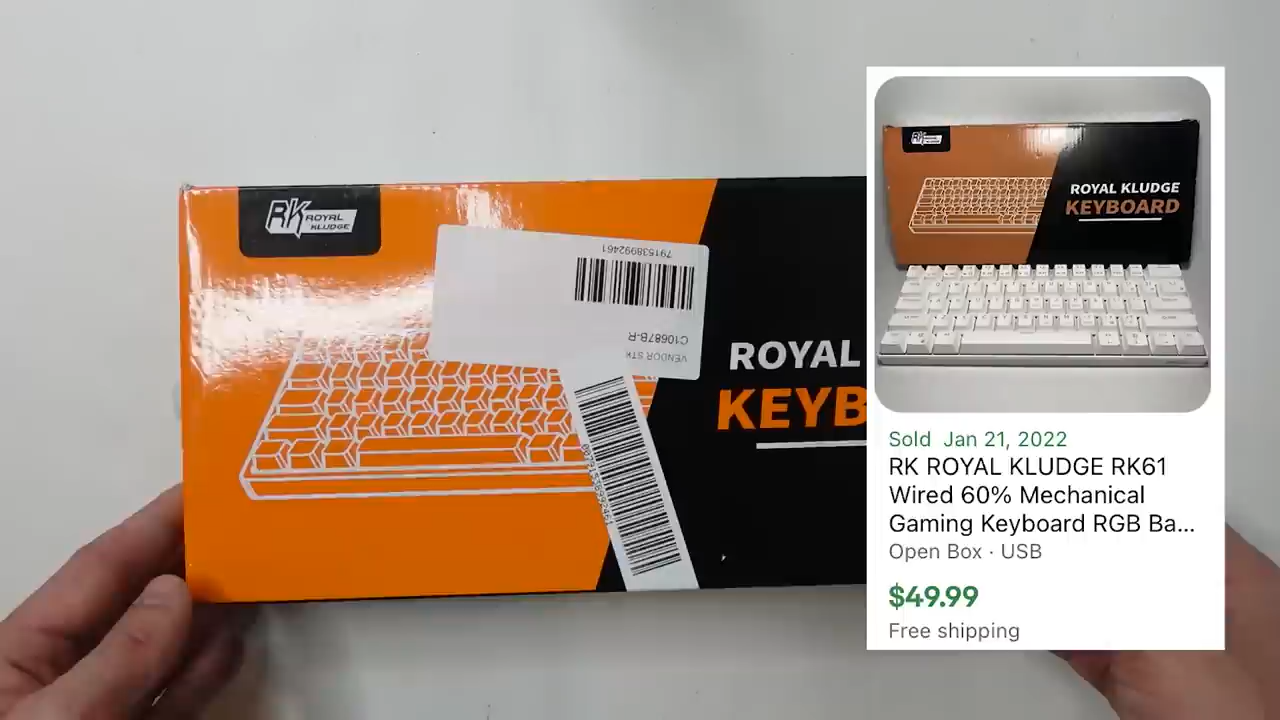 RK ROYAL KLUDGE
791538992461
C10687B-R
VENDOR STK
ROYAL
KEYB
RK
ROYAL KLUDGE
KEYBOARD
Sold Jan 21, 2022
RK ROYAL KLUDGE RK61
Wired 60% Mechanical
Gaming Keyboard RGB Ba...
Open Box · USB
$49.99
Free shipping